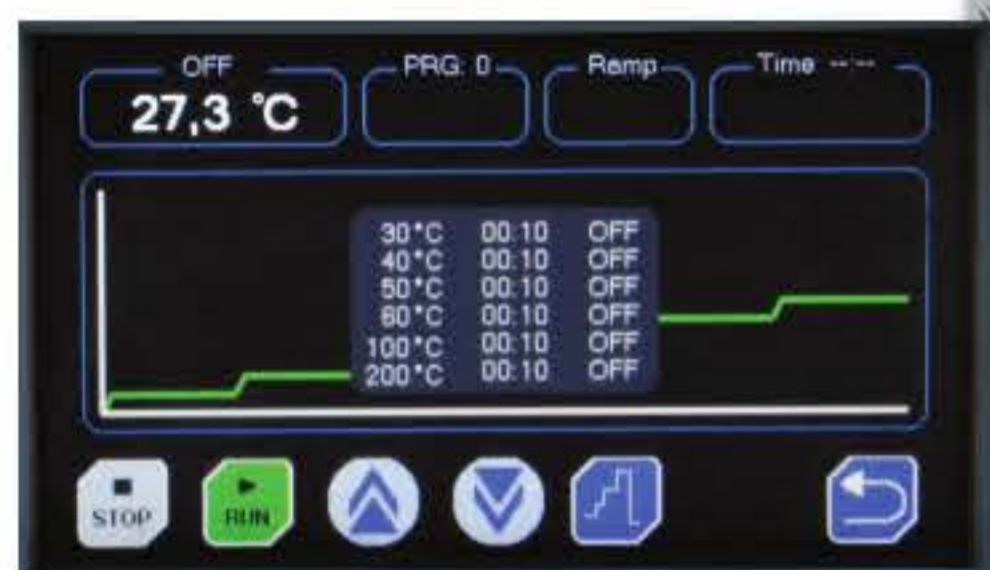 OFF PRG: 0 Ramp Time --:--
27,3 °C
30°C 00:10 OFF
40°C 00:10 OFF
50°C 00:10 OFF
60°C 00:10 OFF
100°C 00:10 OFF
200°C 00:10 OFF
STOP RUN